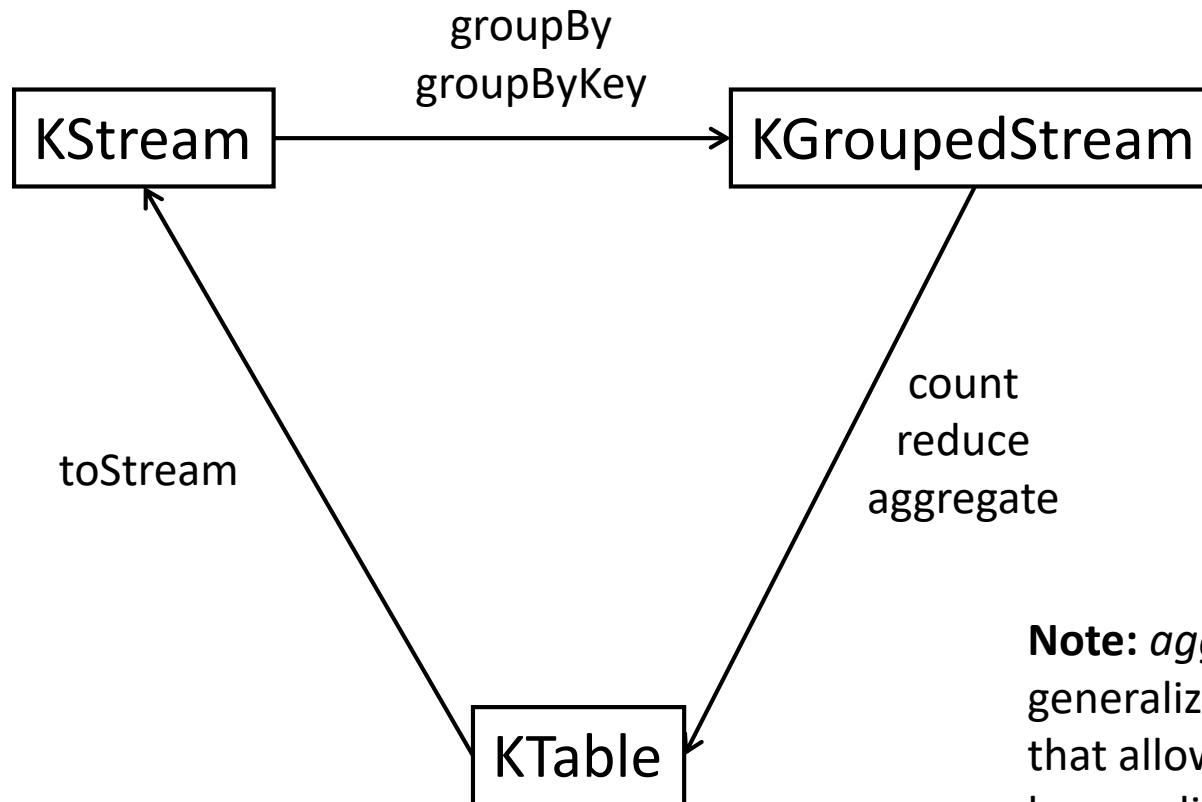 groupBy
groupByKey
KStream
KGroupedStream
count
reduce
aggregate
toStream
Note:
generaliz
that allow
KTable